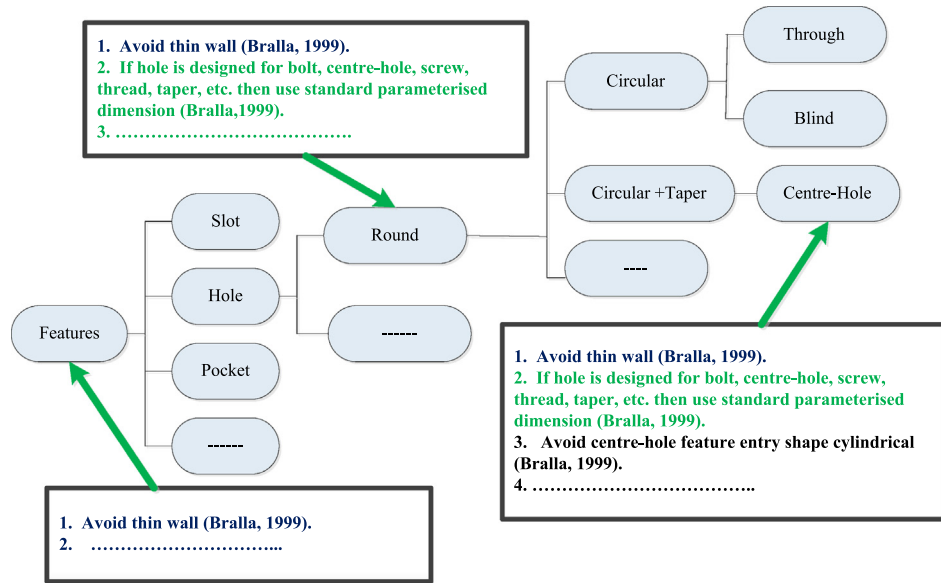 1. Avoid thin wall (Bralla, 1999).
2. If hole is designed for bolt, centre-hole, screw,
thread, taper, etc. then use standard parameterised
dimension (Bralla,1999).
3. …………………………………….
Through
Circular
Blind
Circular +Taper
Centre-Hole
----
Slot
Round
Hole
------
Features
Pocket
------
1. Avoid thin wall (Bralla, 1999).
2. If hole is designed for bolt, centre-hole, screw,
thread, taper, etc. then use standard parameterised
dimension (Bralla, 1999).
3. Avoid centre-hole feature entry shape cylindrical
(Bralla, 1999).
4. ………………………………..
1. Avoid thin wall (Bralla, 1999).
2. …………………………...